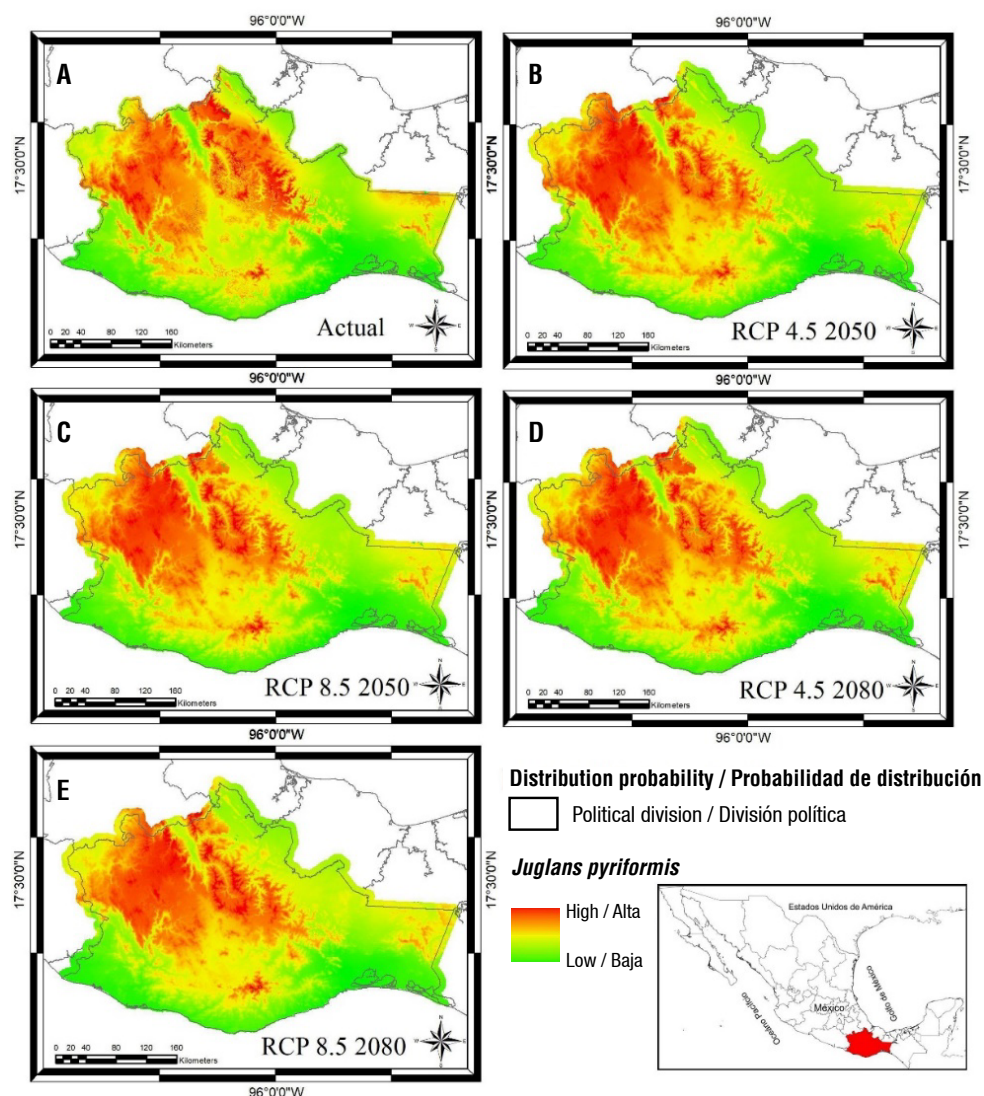 96°0'0"W
A
17°30'0"N
17°30'0"N
Actual
0 20 40 80 120 160
Kilometers
N
W E
S
96°0'0"W
B
17°30'0"N
RCP 4.5 2050
0 20 40 80 120 160
Kilometers
N
W E
S
96°0'0"W
C
17°30'0"N
17°30'0"N
RCP 8.5 2050
0 20 40 80 120 160
Kilometers
N
W E
S
96°0'0"W
D
17°30'0"N
RCP 4.5 2080
0 20 40 80 120 160
Kilometers
N
W E
S
96°0'0"W
96°0'0"W
E
17°30'0"N
17°30'0"N
RCP 8.5 2080
0 20 40 80 120 160
Kilometers
N
W E
S
96°0'0"W
Distribution probability / Probabilidad de distribución
Political division / División política
Juglans pyriformis
High / Alta
Low / Baja
Estados Unidos de América
México
Golfo de México
Océano Pacífico